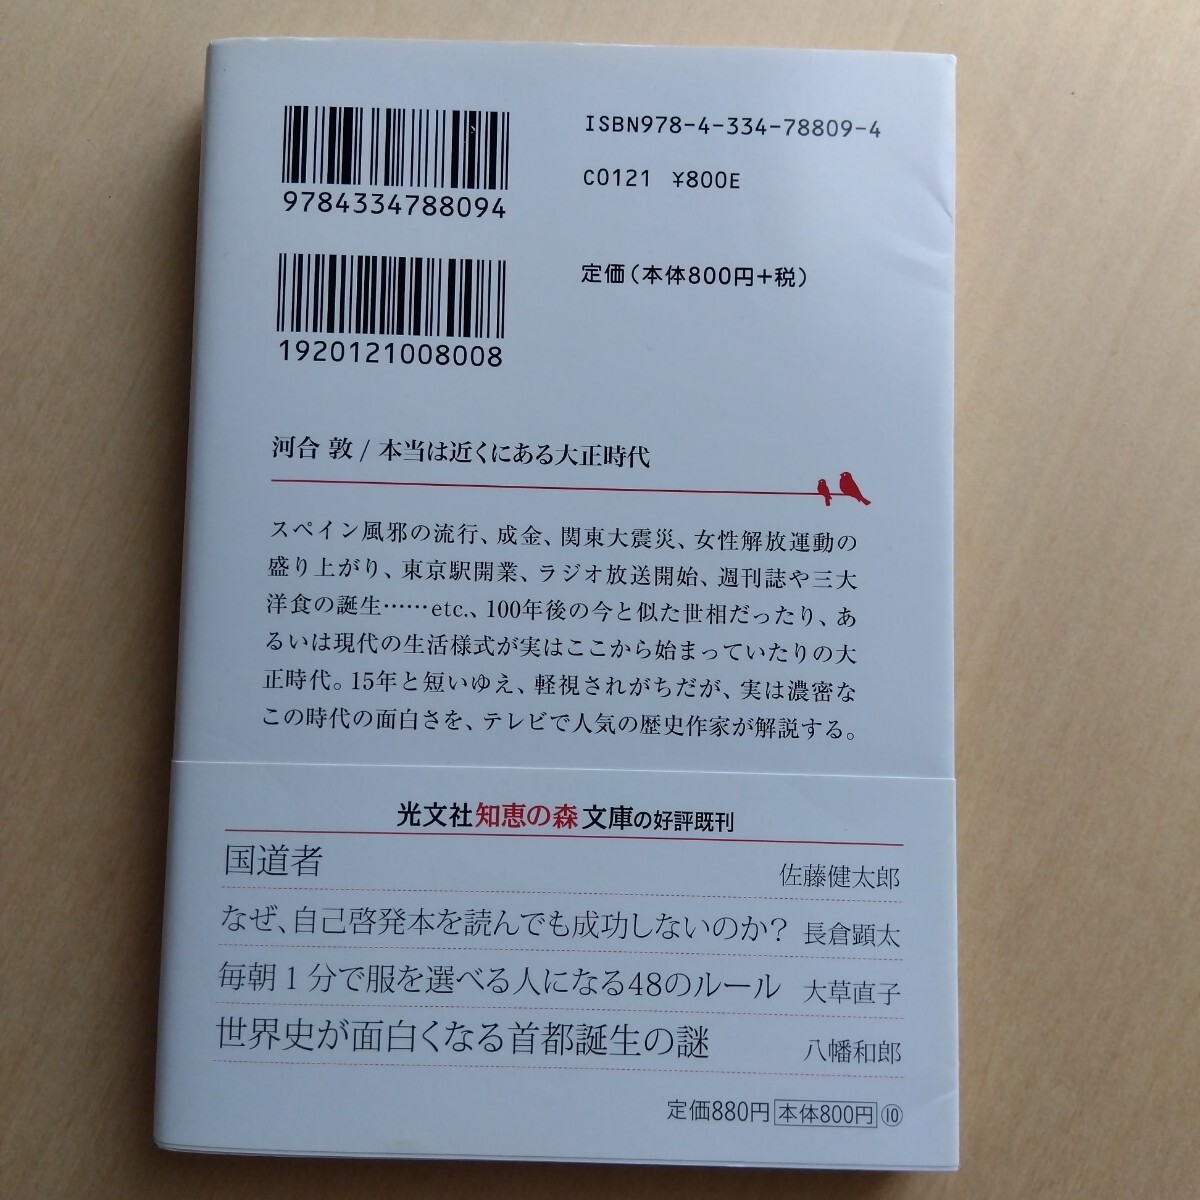 ISBN978-4-334-78809-4
C0121 ¥800E
9784334788094
定価(本体800円+税)
1920121008008
河合 敦 / 本当は近くにある大正時代
スペイン風邪の流行、成金、関東大震災、女性解放運動の
盛り上がり、東京駅開業、ラジオ放送開始、週刊誌や三大
洋食の誕生……etc.、100年後の今と似た世相だったり、あ
るいは現代の生活様式が実はここから始まっていたりの大
正時代。15年と短いゆえ、軽視されがちだが、実は濃密な
この時代の面白さを、テレビで人気の歴史作家が解説する。
光文社知恵の森文庫の好評既刊
国道者 佐藤健太郎
なぜ、自己啓発本を読んでも成功しないのか? 長倉顕太
毎朝1分で服を選べる人になる48のルール 大草直子
世界史が面白くなる首都誕生の謎 八幡和郎
定価880円 本体800円 ⑩